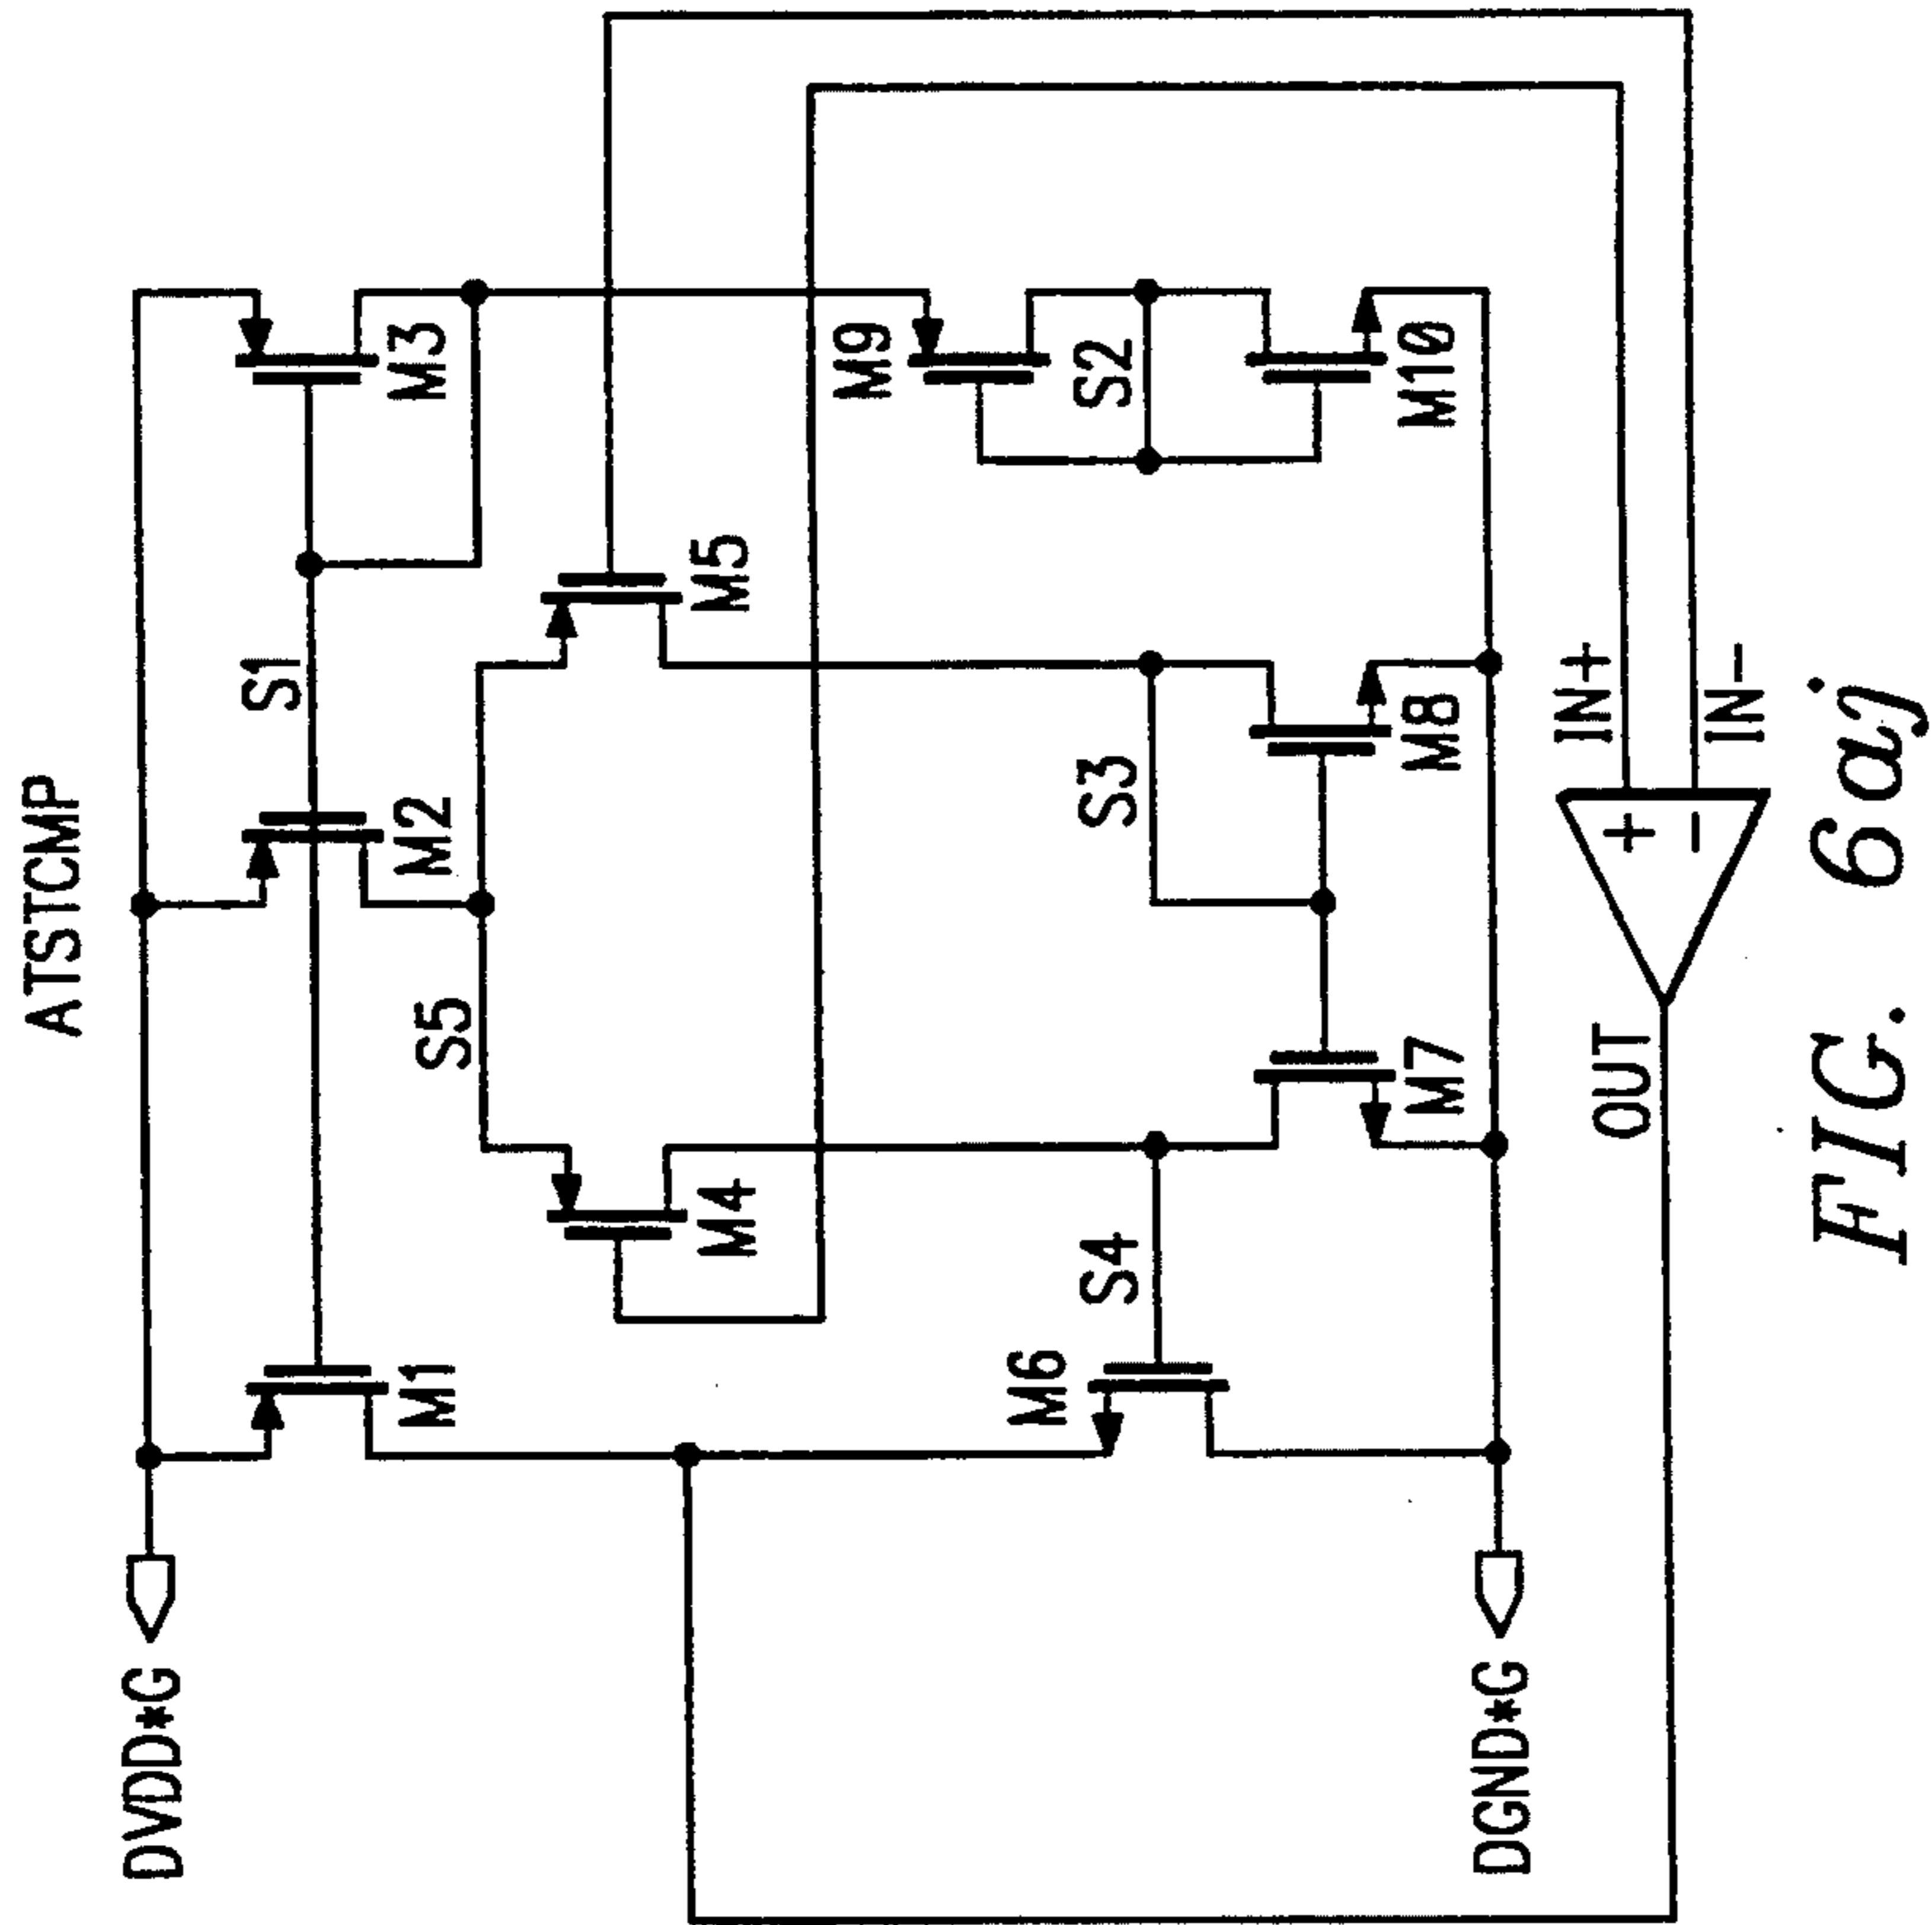 ATSTCMP
DVDD*G
S1
M3
M2
M1
S5
M5
M4
M9
S2
M10
S3
M8
S4
M6
M7
DGND*G
IN+
IN-
+
-
OUT
FIG. 6aj